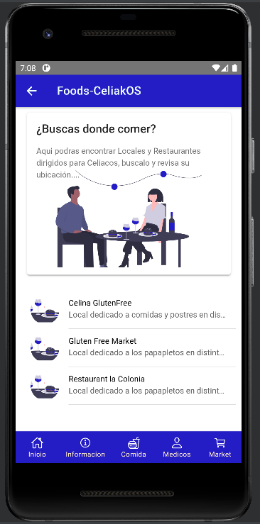 7:08
Foods-CeliakOS
¿Buscas donde comer?
Aqui podras encontrar Locales y Restaurantes
dirigidos para Celiacos, buscalo y revisa su
ubicación....
Celina GlutenFree
Local dedicado a comidas y postres en dis...
Gluten Free Market
Local dedicado a los papapletos en distint...
Restaurant la Colonia
Local dedicado a los papapletos en distint...
Inicio
Informacion
Comida
Medicos
Market